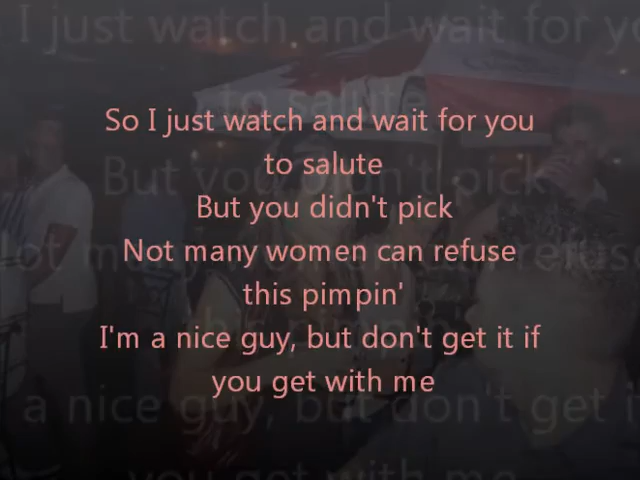 So I just watch and wait for you
to salute
But you didn't pick
Not many women can refuse
this pimpin'
I'm a nice guy, but don't get it if
you get with me